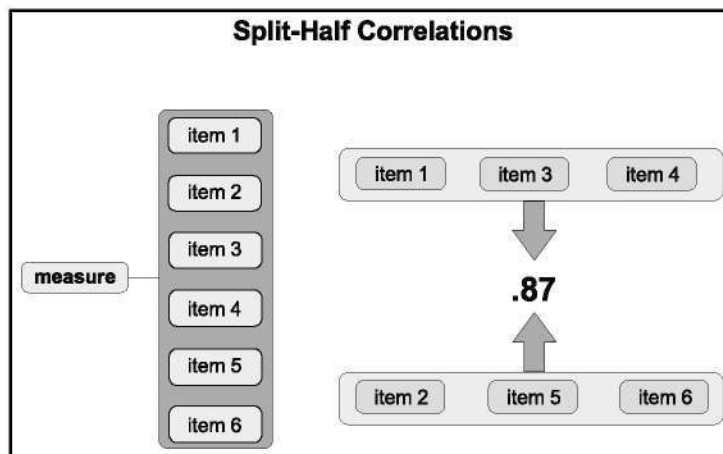 Split-Half Correlations
measure
item 1
item 2
item 3
item 4
item 5
item 6
item 1 item 3 item 4
.87
item 2 item 5 item 6